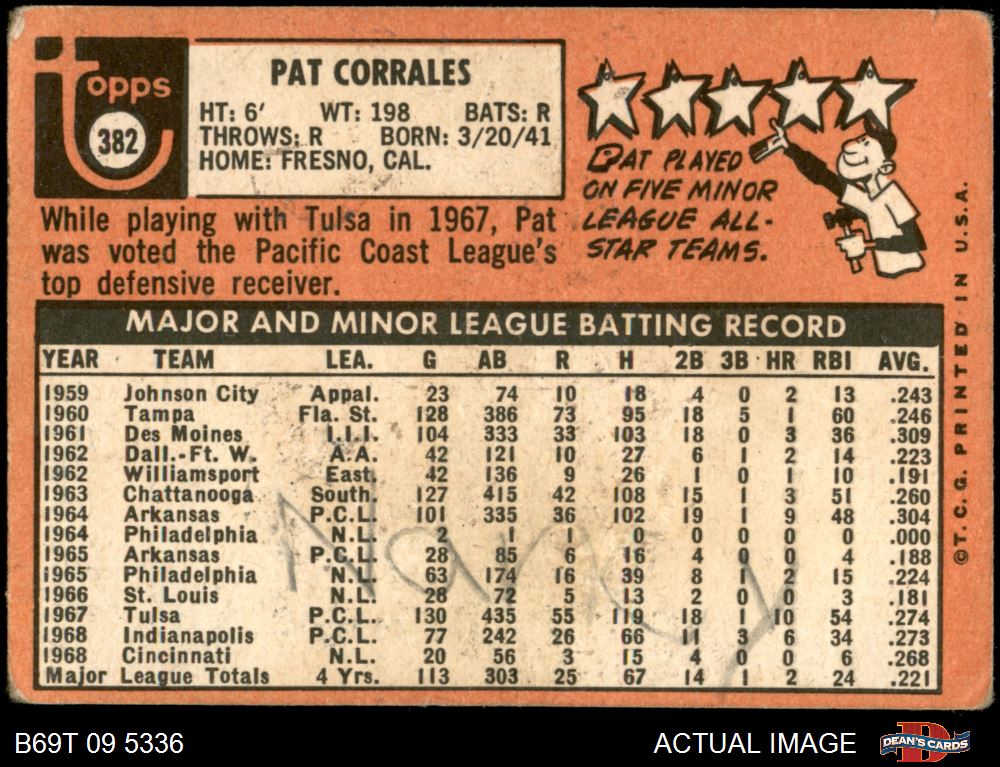 Topps
382
PAT CORRALES
HT: 6' WT: 198 BATS: R
THROWS: R BORN: 3/20/41
HOME: FRESNO, CAL.
While playing with Tulsa in 1967, Pat
was voted the Pacific Coast League's
top defensive receiver.
PAT PLAYED
ON FIVE MINOR
LEAGUE ALL-
STAR TEAMS.
MAJOR AND MINOR LEAGUE BATTING RECORD
YEAR TEAM LEA. G AB R H 2B 3B HR RBI AVG.
1959 Johnson City Appal. 23 74 10 18 4 0 2 13 .243
1960 Tampa Fla. St. 128 386 73 95 18 5 1 60 .246
1961 Des Moines I.I.I. 104 333 33 103 18 0 3 36 .309
1962 Dall.-Ft. W. A.A. 42 121 10 27 6 1 2 14 .223
1962 Williamsport East. 42 136 9 26 1 0 1 10 .191
1963 Chattanooga South. 127 415 42 108 15 1 3 51 .260
1964 Arkansas P.C.L. 101 335 36 102 19 1 9 48 .304
1964 Philadelphia N.L. 2 1 1 0 0 0 0 0 .000
1965 Arkansas P.C.L. 28 85 6 16 4 0 0 4 .188
1965 Philadelphia N.L. 63 174 16 39 8 1 2 15 .224
1966 St. Louis N.L. 28 72 5 13 2 0 0 3 .181
1967 Tulsa P.C.L. 130 435 55 119 18 1 10 54 .274
1968 Indianapolis P.C.L. 77 242 26 66 11 3 6 34 .273
1968 Cincinnati N.L. 20 56 3 15 4 0 0 6 .268
Major League Totals 4 Yrs. 113 303 25 67 14 1 2 24 .221
Nancy
©T.C.G. PRINTED IN U.S.A.
B69T 09 5336
ACTUAL IMAGE
DEAN'S CARDS